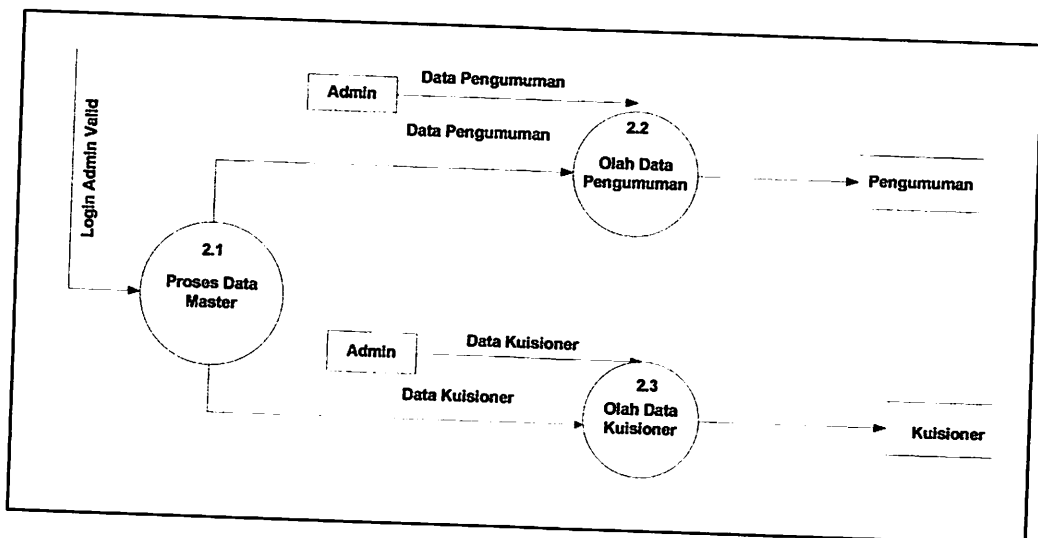 Login Admin Valid
Admin
Data Pengumuman
Data Pengumuman
2.2
Olah Data
Pengumuman
Pengumuman
2.1
Proses Data
Master
Admin
Data Kuisioner
Data Kuisioner
2.3
Olah Data
Kuisioner
Kuisioner